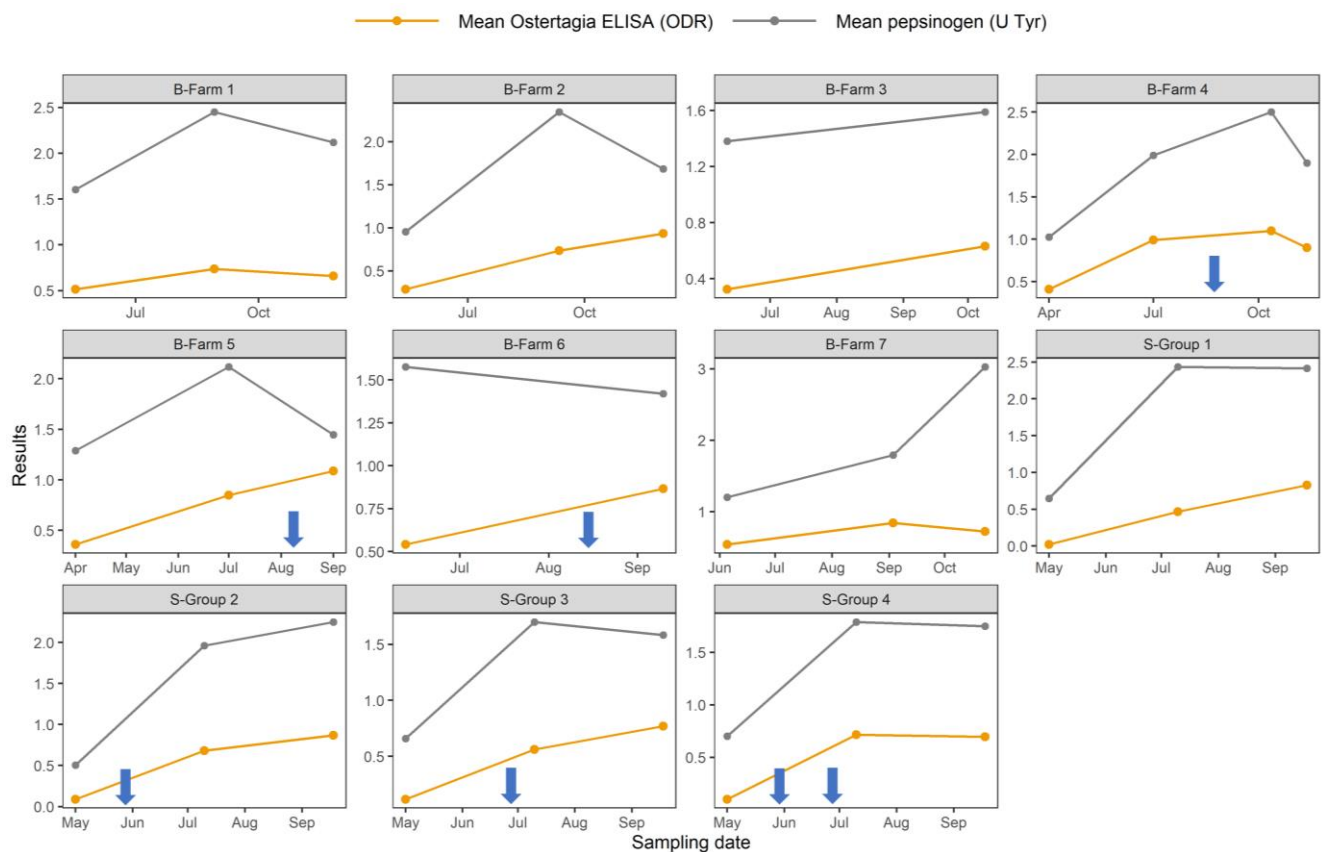 Mean Ostertagia ELISA (ODR) Mean pepsinogen (U Tyr)
B-Farm 1 B-Farm 2 B-Farm 3 B-Farm 4
2.5
2.0
1.5
1.0
0.5
Jul Oct
2.0
1.5
1.0
0.5
Jul Oct
1.6
1.2
0.8
0.4
Jul Aug Sep Oct
2.5
2.0
1.5
1.0
0.5
Apr Jul Oct
B-Farm 5 B-Farm 6 B-Farm 7 S-Group 1
Results
2.0
1.5
1.0
0.5
Apr May Jun Jul Aug Sep
1.50
1.25
1.00
0.75
0.50
Jul Aug Sep
3
2
1
Jun Jul Aug Sep Oct
2.5
2.0
1.5
1.0
0.5
0.0
May Jun Jul Aug Sep
S-Group 2 S-Group 3 S-Group 4
2.0
1.5
1.0
0.5
0.0
May Jun Jul Aug Sep
1.5
1.0
0.5
May Jun Jul Aug Sep
1.5
1.0
0.5
May Jun Jul Aug Sep
Sampling date